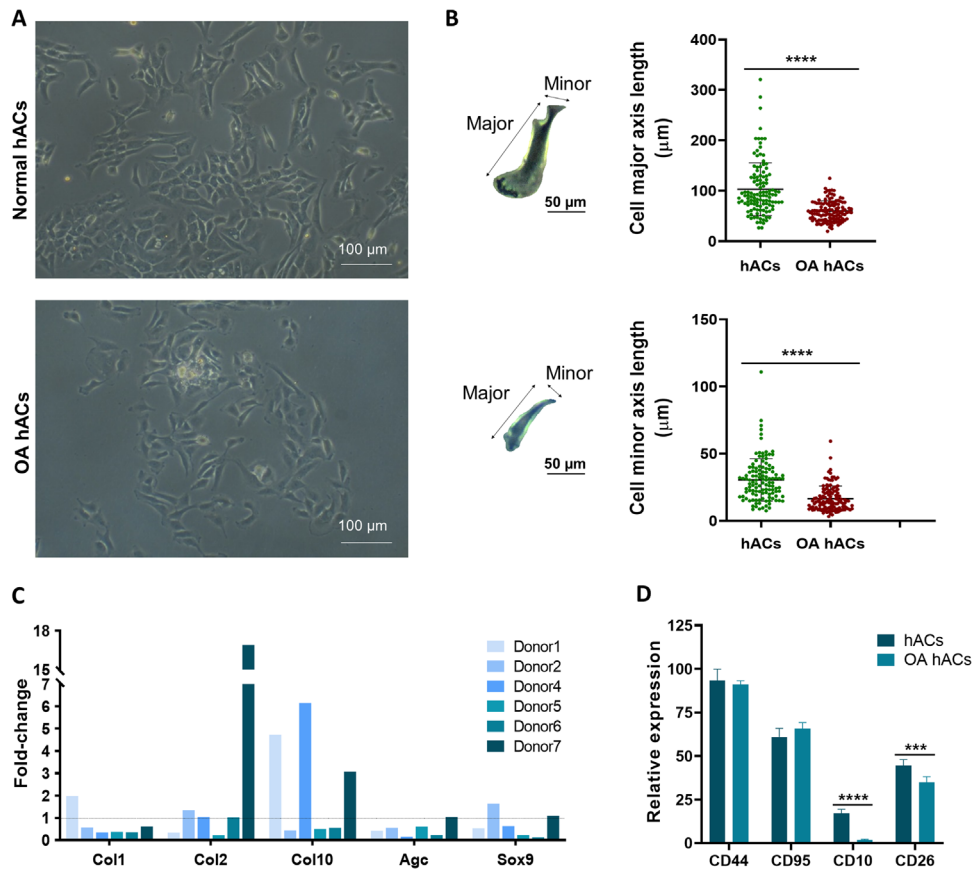 A
Normal hACs
100 µm
OA hACs
100 µm
B
Minor
Major
50 µm
Cell major axis length
(µm)
400
300
200
100
0
****
hACs
OA hACs
Minor
Major
50 µm
Cell minor axis length
(µm)
150
100
50
0
****
hACs
OA hACs
C
Fold-change
18
15
7
6
5
4
3
2
1
0
Donor1
Donor2
Donor4
Donor5
Donor6
Donor7
Col1
Col2
Col10
Agc
Sox9
D
Relative expression
125
100
75
50
25
0
hACs
OA hACs
****
***
CD44
CD95
CD10
CD26